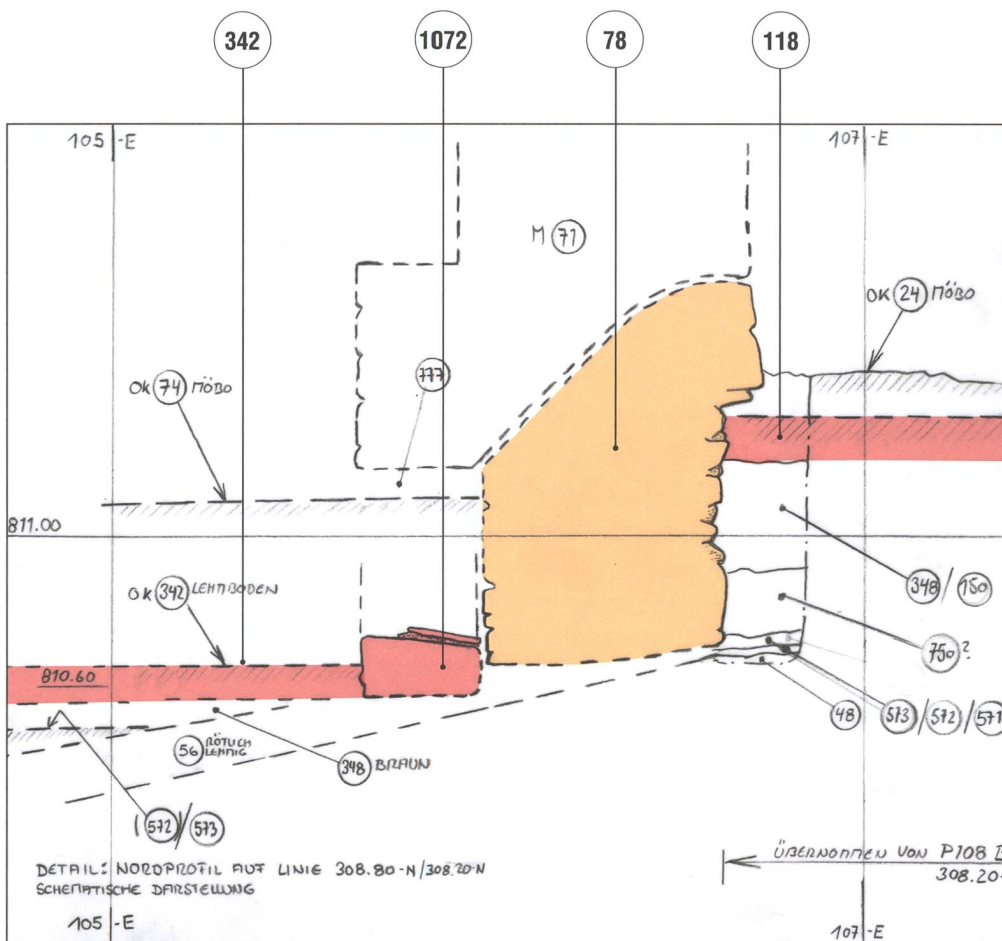 342 1072 78 118
105 -E 107 -E
M 71
OK 24 MÖBO
OK 74 MÖBO
777
811.00
OK 342 LEHMBODEN
348 / 150
810.60
750?
48 573 / 572 / 571
56 RÖTLICH
LEHMIG
348 BRAUN
(572) / 573
DETAIL: NORDPROFIL AUF LINIE 308.80-N/308.20-N
SCHEMATISCHE DARSTELLUNG
ÜBERNOMMEN VON P108
308.20-
105 -E 107 -E